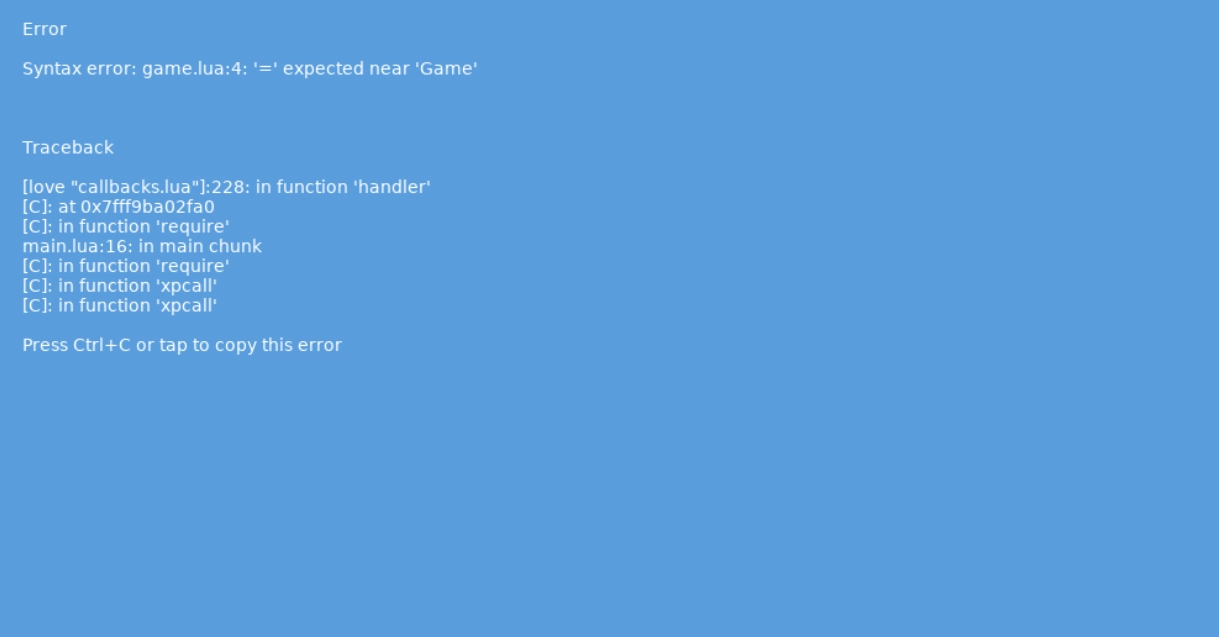 Error
Syntax error: game.lua:4: '=' expected near 'Game'
Traceback
[love "callbacks.lua"]:228: in function 'handler'
[C]: at 0x7fff9ba02fa0
[C]: in function 'require'
main.lua:16: in main chunk
[C]: in function 'require'
[C]: in function 'xpcall'
[C]: in function 'xpcall'
Press Ctrl+C or tap to copy this error